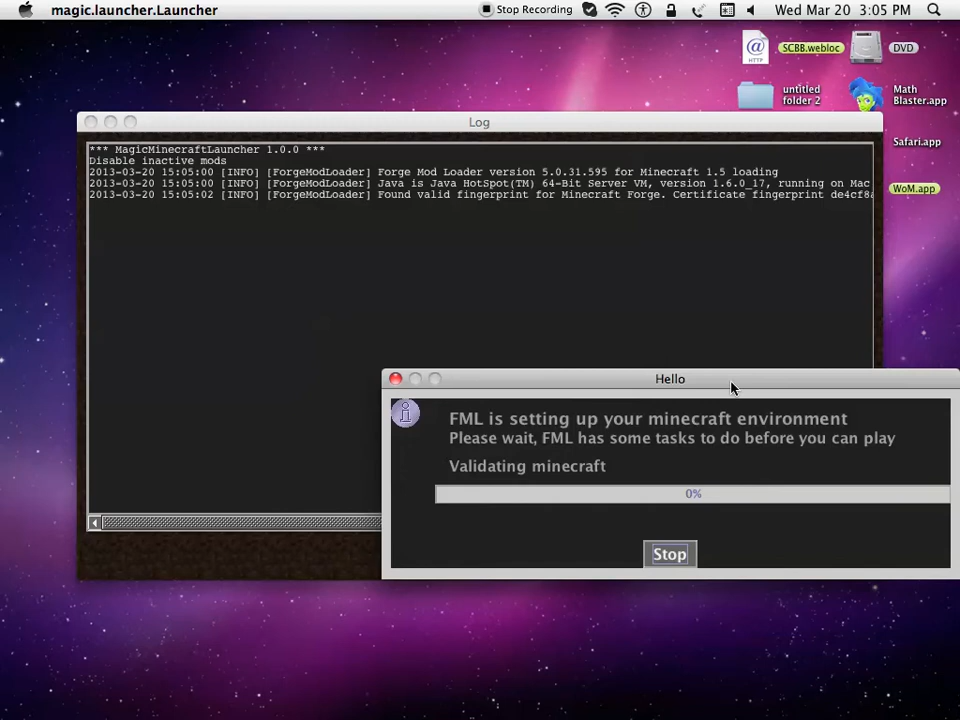 magic.launcher.Launcher
Stop Recording
Wed Mar 20 3:05 PM
SCBB.webloc
DVD
HTTP
untitled folder 2
Math Blaster.app
Safari.app
WoM.app
Log
*** MagicMinecraftLauncher 1.0.0 ***
Disable inactive mods
2013-03-20 15:05:00 [INFO] [ForgeModLoader] Forge Mod Loader version 5.0.31.595 for Minecraft 1.5 loading
2013-03-20 15:05:00 [INFO] [ForgeModLoader] Java is Java HotSpot(TM) 64-Bit Server VM, version 1.6.0_17, running on Mac
2013-03-20 15:05:02 [INFO] [ForgeModLoader] Found valid fingerprint for Minecraft Forge. Certificate fingerprint de4cf8a
Hello
FML is setting up your minecraft environment
Please wait, FML has some tasks to do before you can play
Validating minecraft
0%
Stop